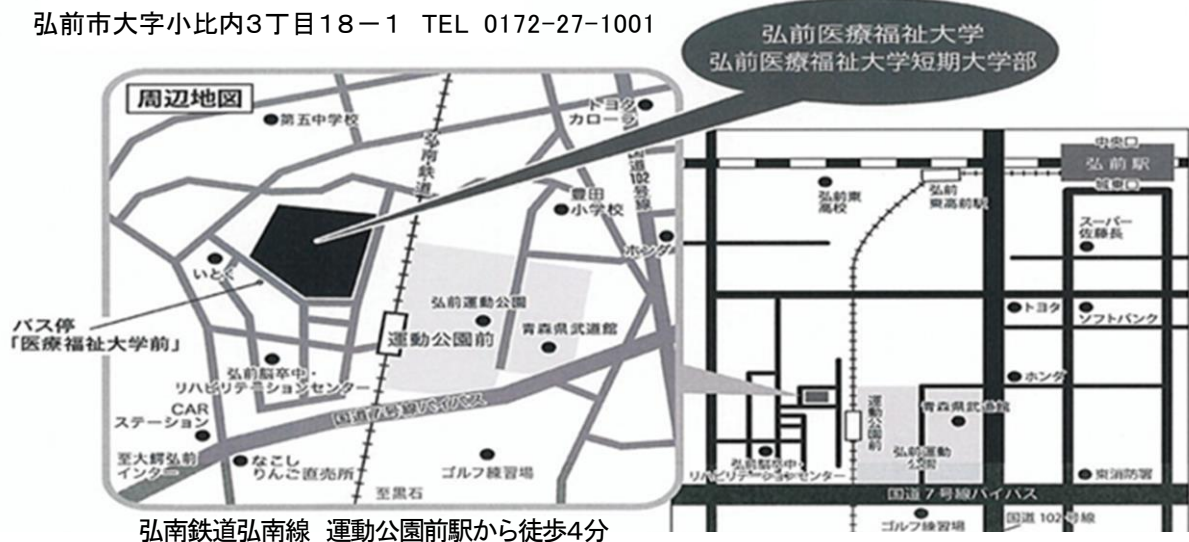 弘前市大字小比内3丁目18－1 TEL 0172-27-1001
弘前医療福祉大学
弘前医療福祉大学短期大学部
周辺地図
第五中学校
弘南鉄道
トヨタ
カローラ
国道102号線
豊田
小学校
ホンダ
いとく
バス停
「医療福祉大学前」
弘前運動公園
運動公園前
青森県武道館
弘前脳卒中・
リハビリテーションセンター
CAR
ステーション
国道7号線バイパス
至大鰐弘前
インター
なこし
りんご直売所
至黒石
ゴルフ練習場
弘南鉄道弘南線 運動公園前駅から徒歩4分
中央口
弘前駅
城東口
弘前東
高校
弘前
東高前駅
スーパー
佐藤長
トヨタ
ソフトバンク
ホンダ
運動公園前
青森県武道館
弘前運動
公園
弘前脳卒中・
リハビリテーションセンター
東消防署
国道7号線バイパス
ゴルフ練習場
国道102号線